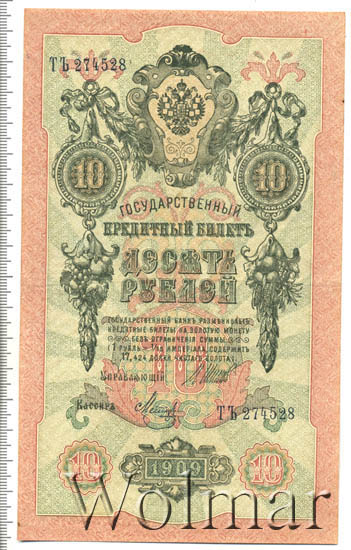 ТЪ 274528
10 10
ГОСУДАРСТВЕННЫЙ
КРЕДИТНЫЙ БИЛЕТЪ
ДЕСЯТЬ
РУБЛЕЙ
ГОСУДАРСТВЕННЫЙ БАНКЪ РАЗМѢНИВАЕТЪ
КРЕДИТНЫЕ БИЛЕТЫ НА ЗОЛОТУЮ МОНЕТУ
БЕЗЪ ОГРАНИЧЕНІЯ СУММЫ
(1 РУБЛЬ = 1/15 ИМПЕРІАЛА, СОДЕРЖИТЪ
17,424 ДОЛЕЙ ЧИСТАГО ЗОЛОТА)
Управляющій
10
Кассиръ
ТЪ 274528
10 1909 10
Wolmar